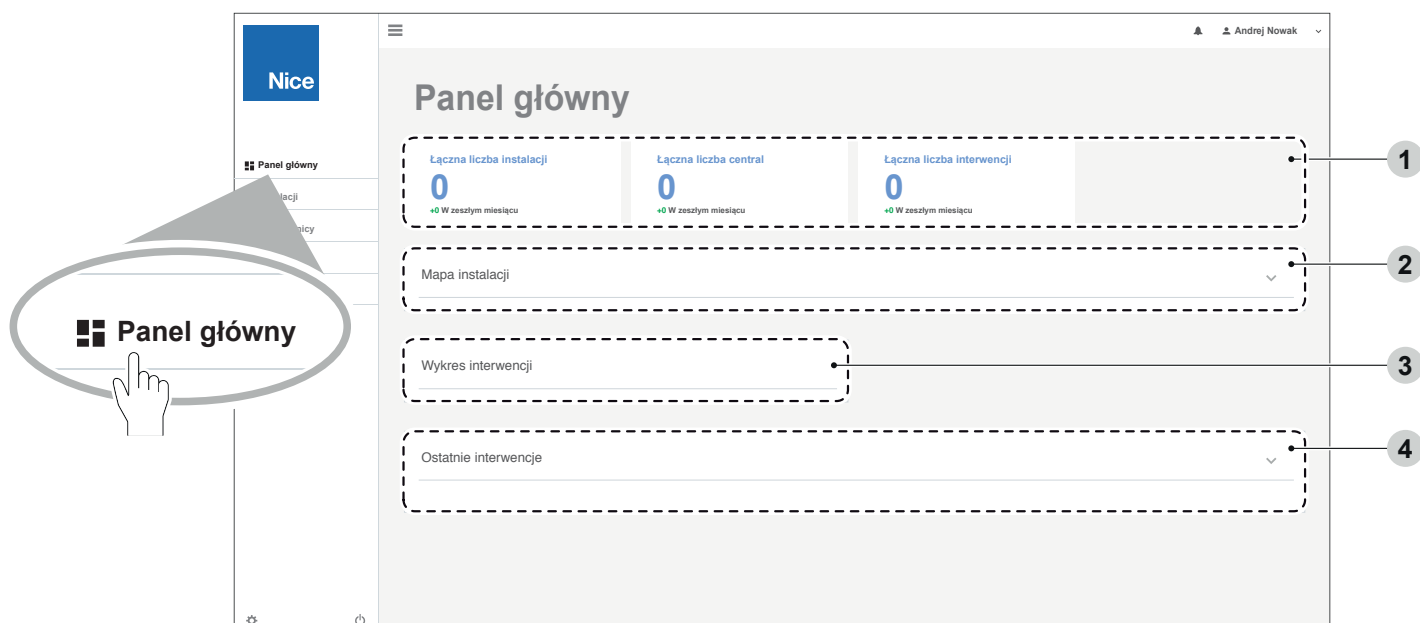 Nice
Andrej Nowak
Panel główny
Panel główny
Łączna liczba instalacji
0
+0 W zeszłym miesiącu
Łączna liczba central
0
+0 W zeszłym miesiącu
Łączna liczba interwencji
0
+0 W zeszłym miesiącu
1
Mapa instalacji
2
Panel główny
Wykres interwencji
3
Ostatnie interwencje
4